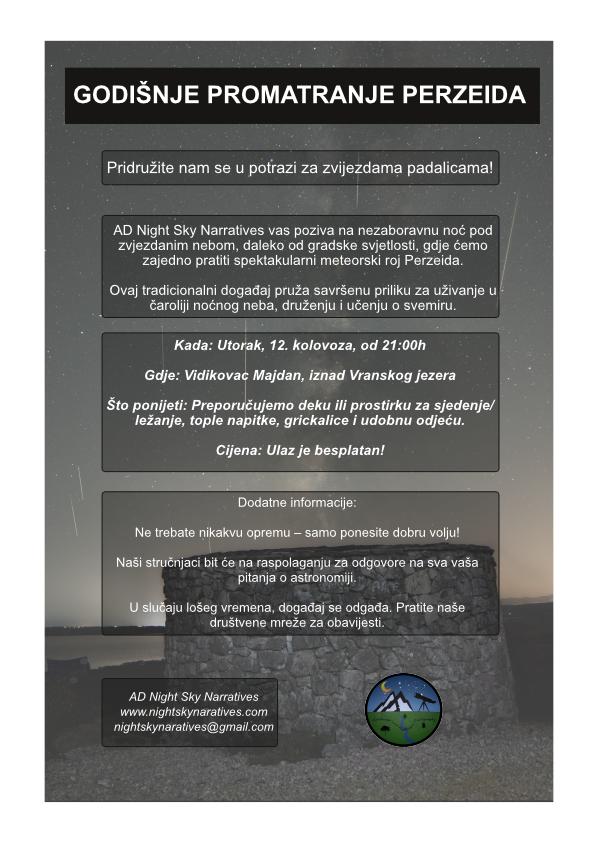 GODIŠNJE PROMATRANJE PERZEIDA
Pridružite nam se u potrazi za zvijezdama padalicama!
AD Night Sky Narratives vas poziva na nezaboravnu noć pod
zvjezdanim nebom, daleko od gradske svjetlosti, gdje ćemo
zajedno pratiti spektakularni meteorski roj Perzeida.
Ovaj tradicionalni događaj pruža savršenu priliku za uživanje u
čaroliji noćnog neba, druženju i učenju o svemiru.
Kada: Utorak, 12. kolovoza, od 21:00h
Gdje: Vidikovac Majdan, iznad Vranskog jezera
Što ponijeti: Preporučujemo deku ili prostirku za sjedenje/
ležanje, tople napitke, grickalice i udobnu odjeću.
Cijena: Ulaz je besplatan!
Dodatne informacije:
Ne trebate nikakvu opremu – samo ponesite dobru volju!
Naši stručnjaci bit će na raspolaganju za odgovore na sva vaša
pitanja o astronomiji.
U slučaju lošeg vremena, događaj se odgađa. Pratite naše
društvene mreže za obavijesti.
AD Night Sky Narratives
www.nightskynaratives.com
nightskynaratives@gmail.com